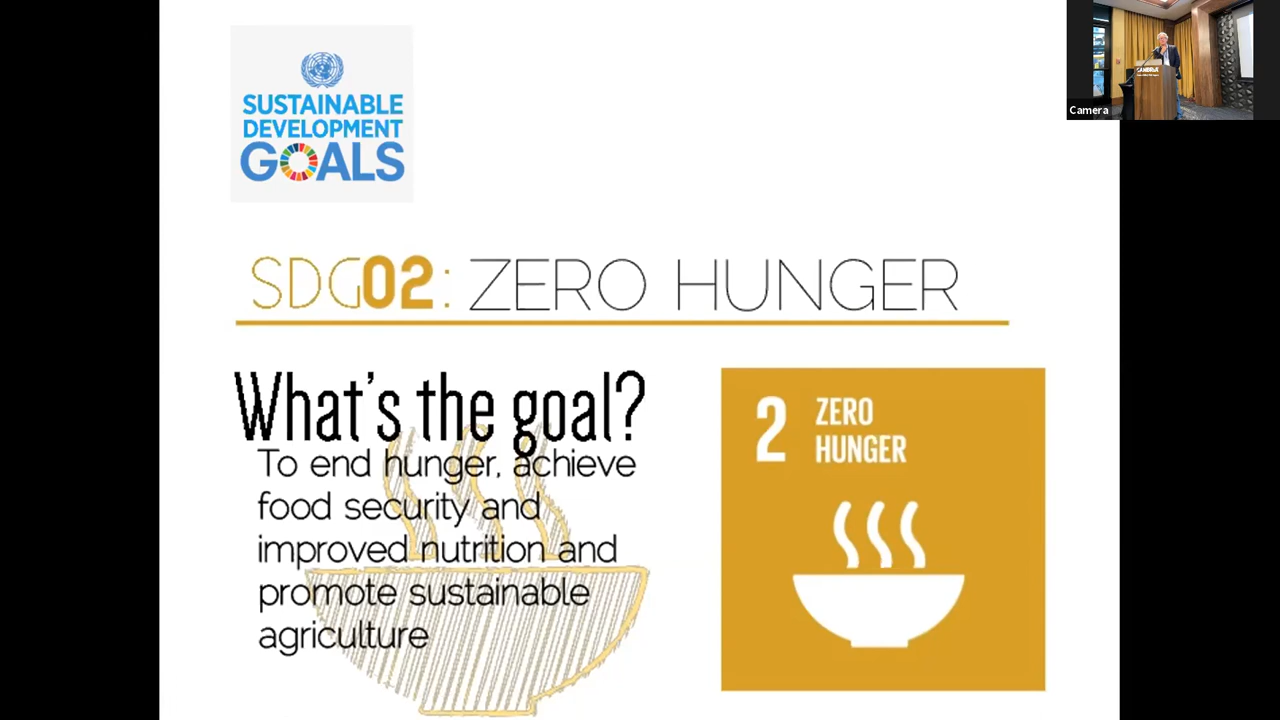 SUSTAINABLE
DEVELOPMENT
GOALS
Camera
SDG02: ZERO HUNGER
What's the goal?
To end hunger, achieve
food security and
improved nutrition and
promote sustainable
agriculture
2 ZERO
HUNGER